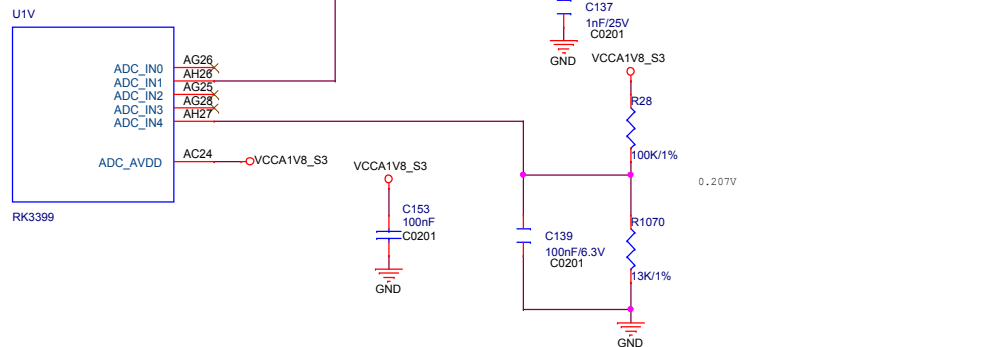 U1V
C137
1nF/25V
C0201
GND
VCCA1V8_S3
ADC_IN0
AG26
ADC_IN1
AH26
ADC_IN2
AG25
ADC_IN3
AG28
ADC_IN4
AH27
R28
100K/1%
ADC_AVDD
AC24
VCCA1V8_S3
VCCA1V8_S3
0.207V
RK3399
C153
100nF
C0201
R1070
C139
100nF/6.3V
C0201
13K/1%
GND
GND